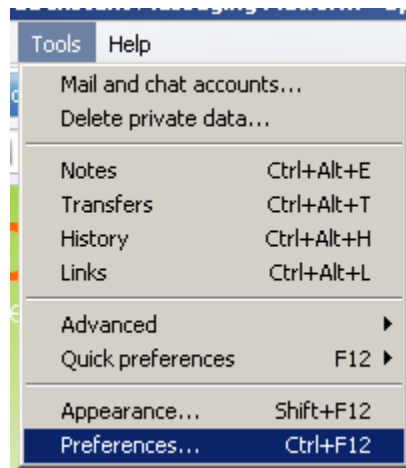 Tools Help
Mail and chat accounts...
Delete private data...
Notes Ctrl+Alt+E
Transfers Ctrl+Alt+T
History Ctrl+Alt+H
Links Ctrl+Alt+L
Advanced
Quick preferences F12
Appearance... Shift+F12
Preferences... Ctrl+F12